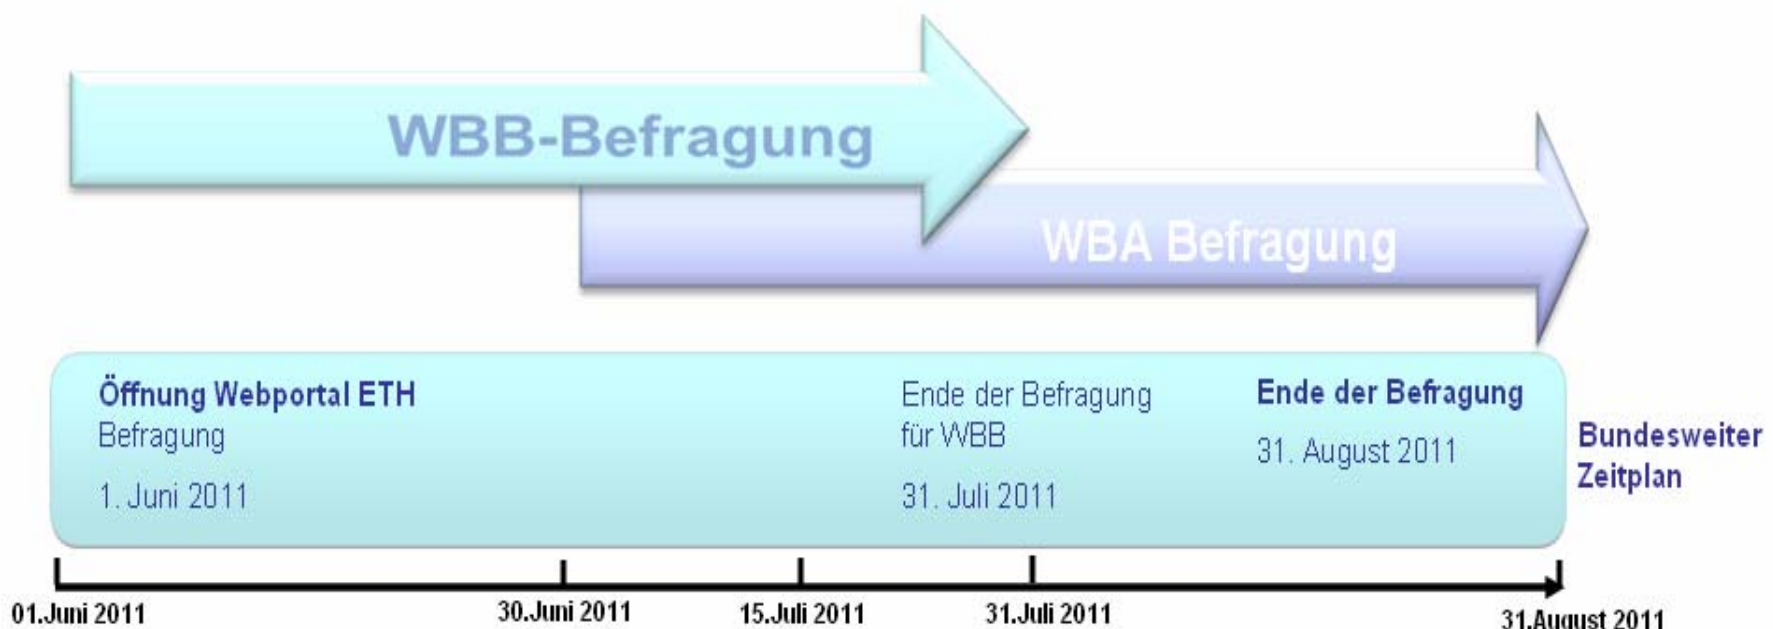 WBB-Befragung
WBA Befragung
Öffnung Webportal ETH
Befragung
1. Juni 2011
Ende der Befragung
für WBB
31. Juli 2011
Ende der Befragung
31. August 2011
Bundesweiter
Zeitplan
01.Juni 2011
30.Juni 2011
15.Juli 2011
31.Juli 2011
31.August 2011